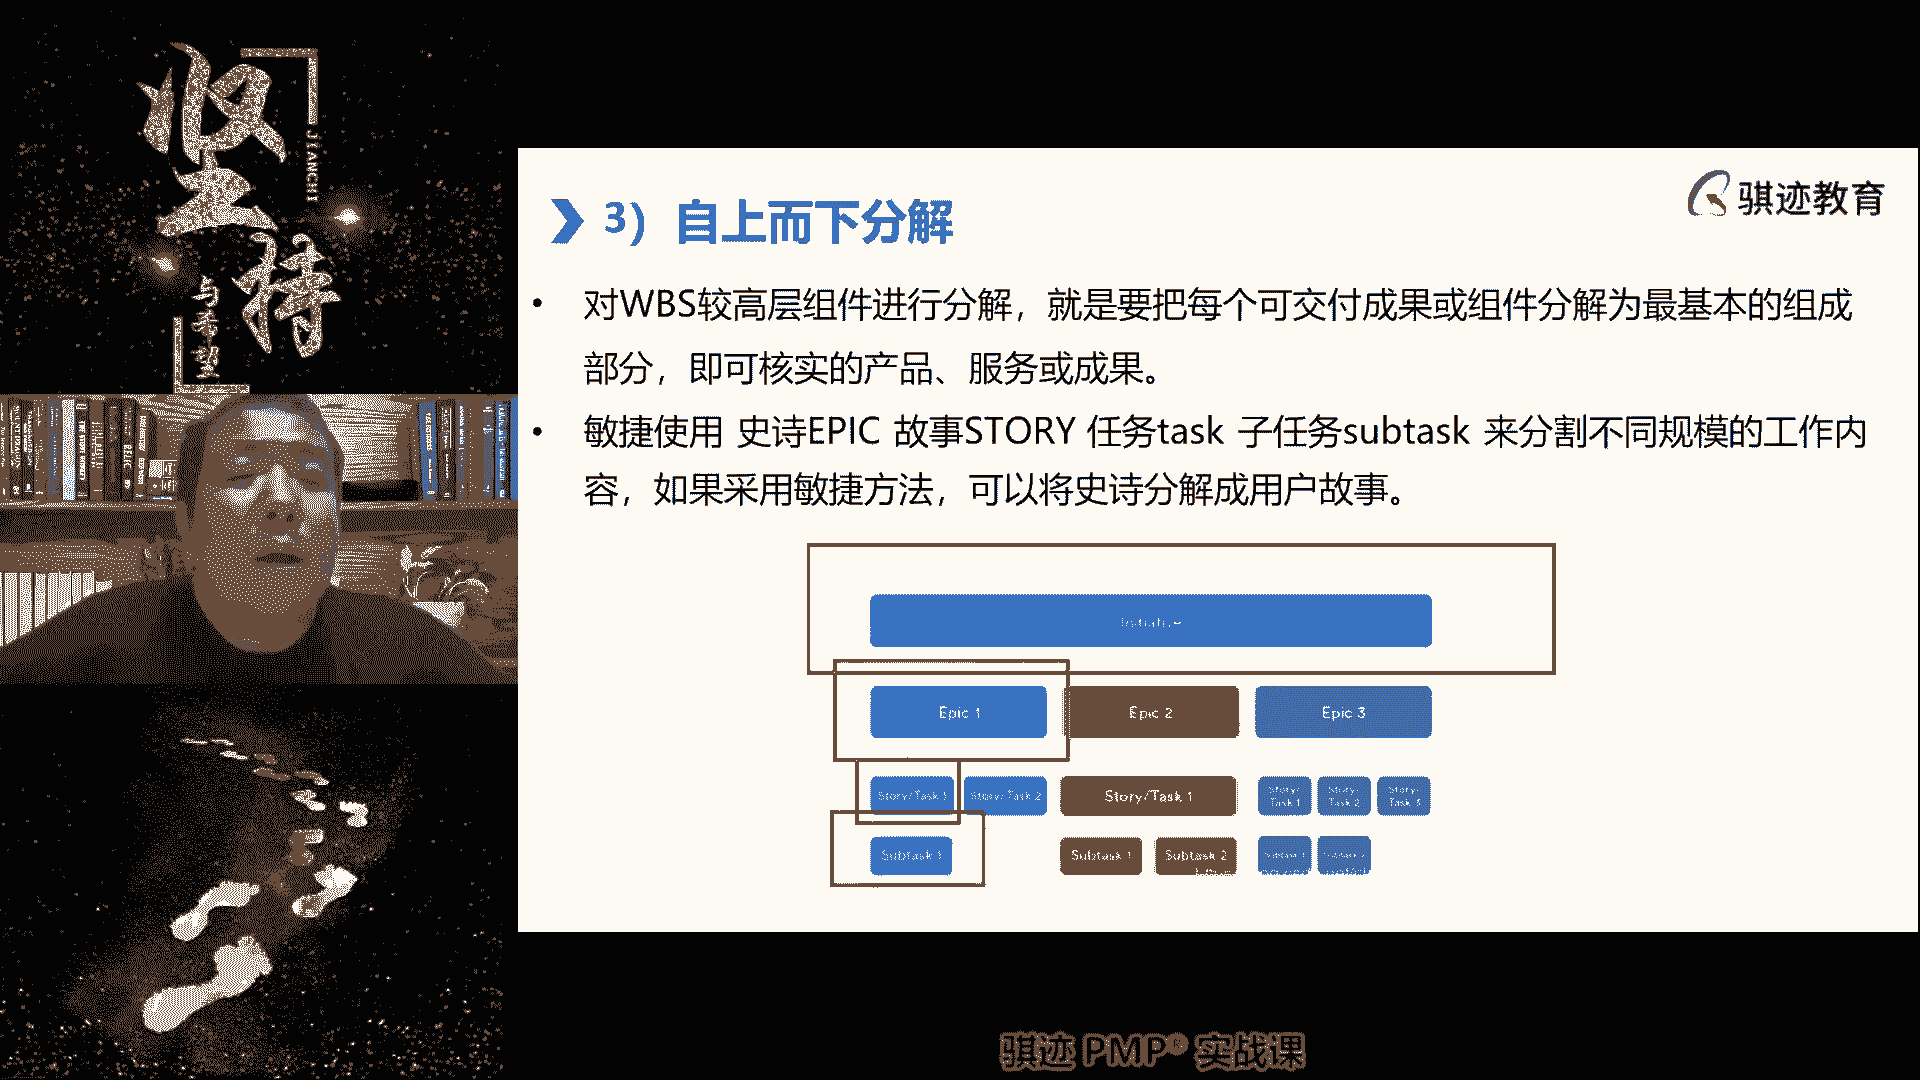 坚持
JIANCHI
与希望
骐迹教育
3）自上而下分解
• 对WBS较高层组件进行分解，就是要把每个可交付成果或组件分解为最基本的组成
部分，即可核实的产品、服务或成果。
• 敏捷使用 史诗EPIC 故事STORY 任务task 子任务subtask 来分割不同规模的工作内
容，如果采用敏捷方法，可以将史诗分解成用户故事。
Epic 1 Epic 2 Epic 3
Story/Task 1 Story/Task 2 Story/Task 1 Story/Task 1 Story/Task 2 Story/Task 3
Subtask 1 Subtask 1 Subtask 2 Subtask 1
骐迹 PMP® 实战课